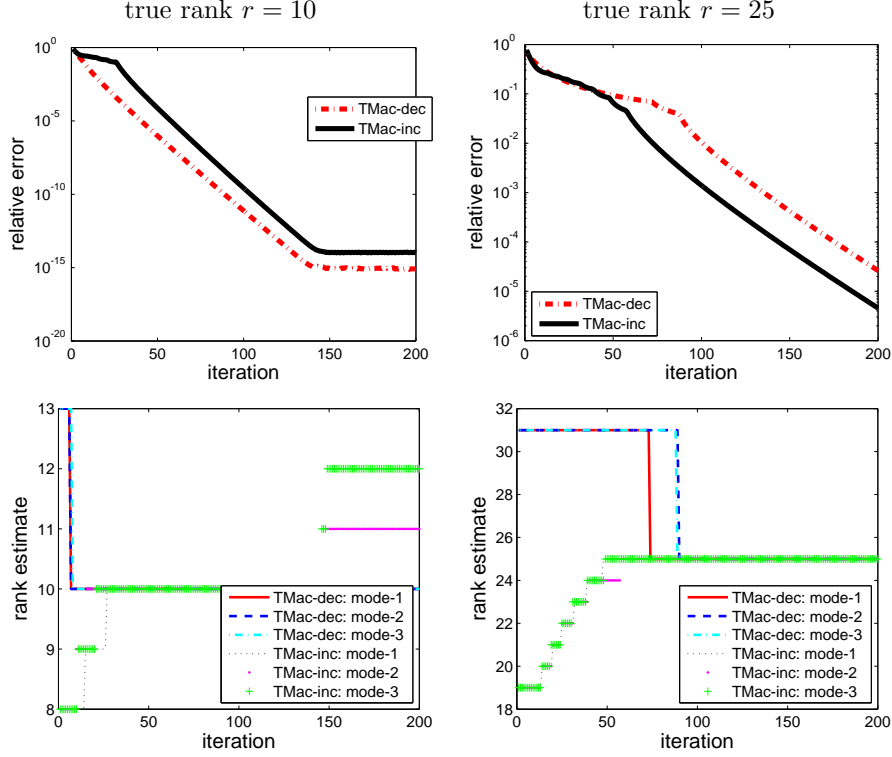 true rank r = 10
true rank r = 25
10^0
10^-5
10^-10
10^-15
10^-20
relative error
0 50 100 150 200
iteration
TMac-dec
TMac-inc
10^0
10^-1
10^-2
10^-3
10^-4
10^-5
10^-6
relative error
0 50 100 150 200
iteration
TMac-dec
TMac-inc
13
12
11
10
9
8
rank estimate
0 50 100 150 200
iteration
TMac-dec: mode-1
TMac-dec: mode-2
TMac-dec: mode-3
TMac-inc: mode-1
TMac-inc: mode-2
TMac-inc: mode-3
32
30
28
26
24
22
20
18
rank estimate
0 50 100 150 200
iteration
TMac-dec: mode-1
TMac-dec: mode-2
TMac-dec: mode-3
TMac-inc: mode-1
TMac-inc: mode-2
TMac-inc: mode-3